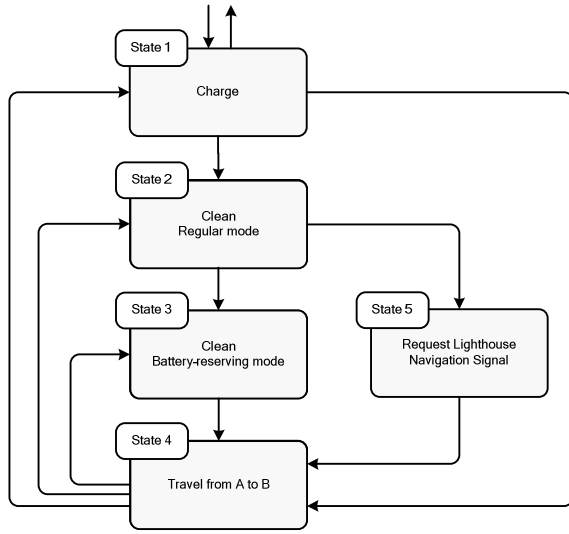 State 1
Charge
State 2
Clean
Regular mode
State 3
Clean
Battery-reserving mode
State 5
Request Lighthouse
Navigation Signal
State 4
Travel from A to B